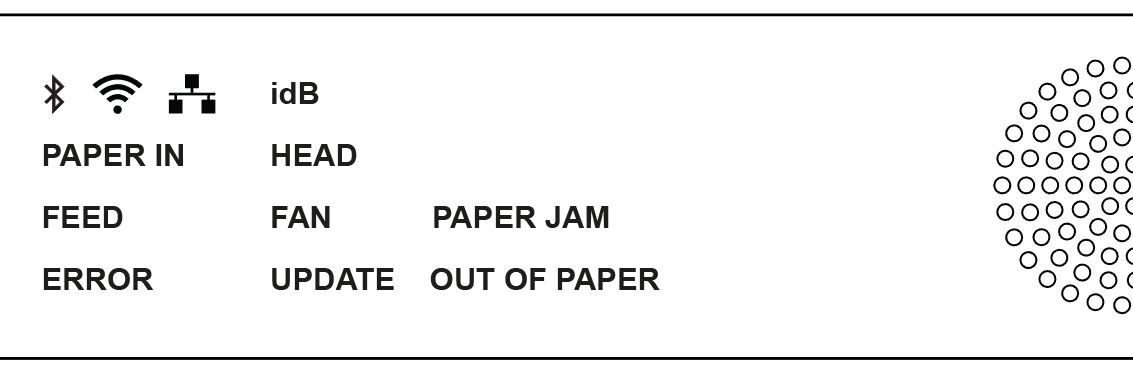 idB
PAPER IN HEAD
FEED FAN PAPER JAM
ERROR UPDATE OUT OF PAPER